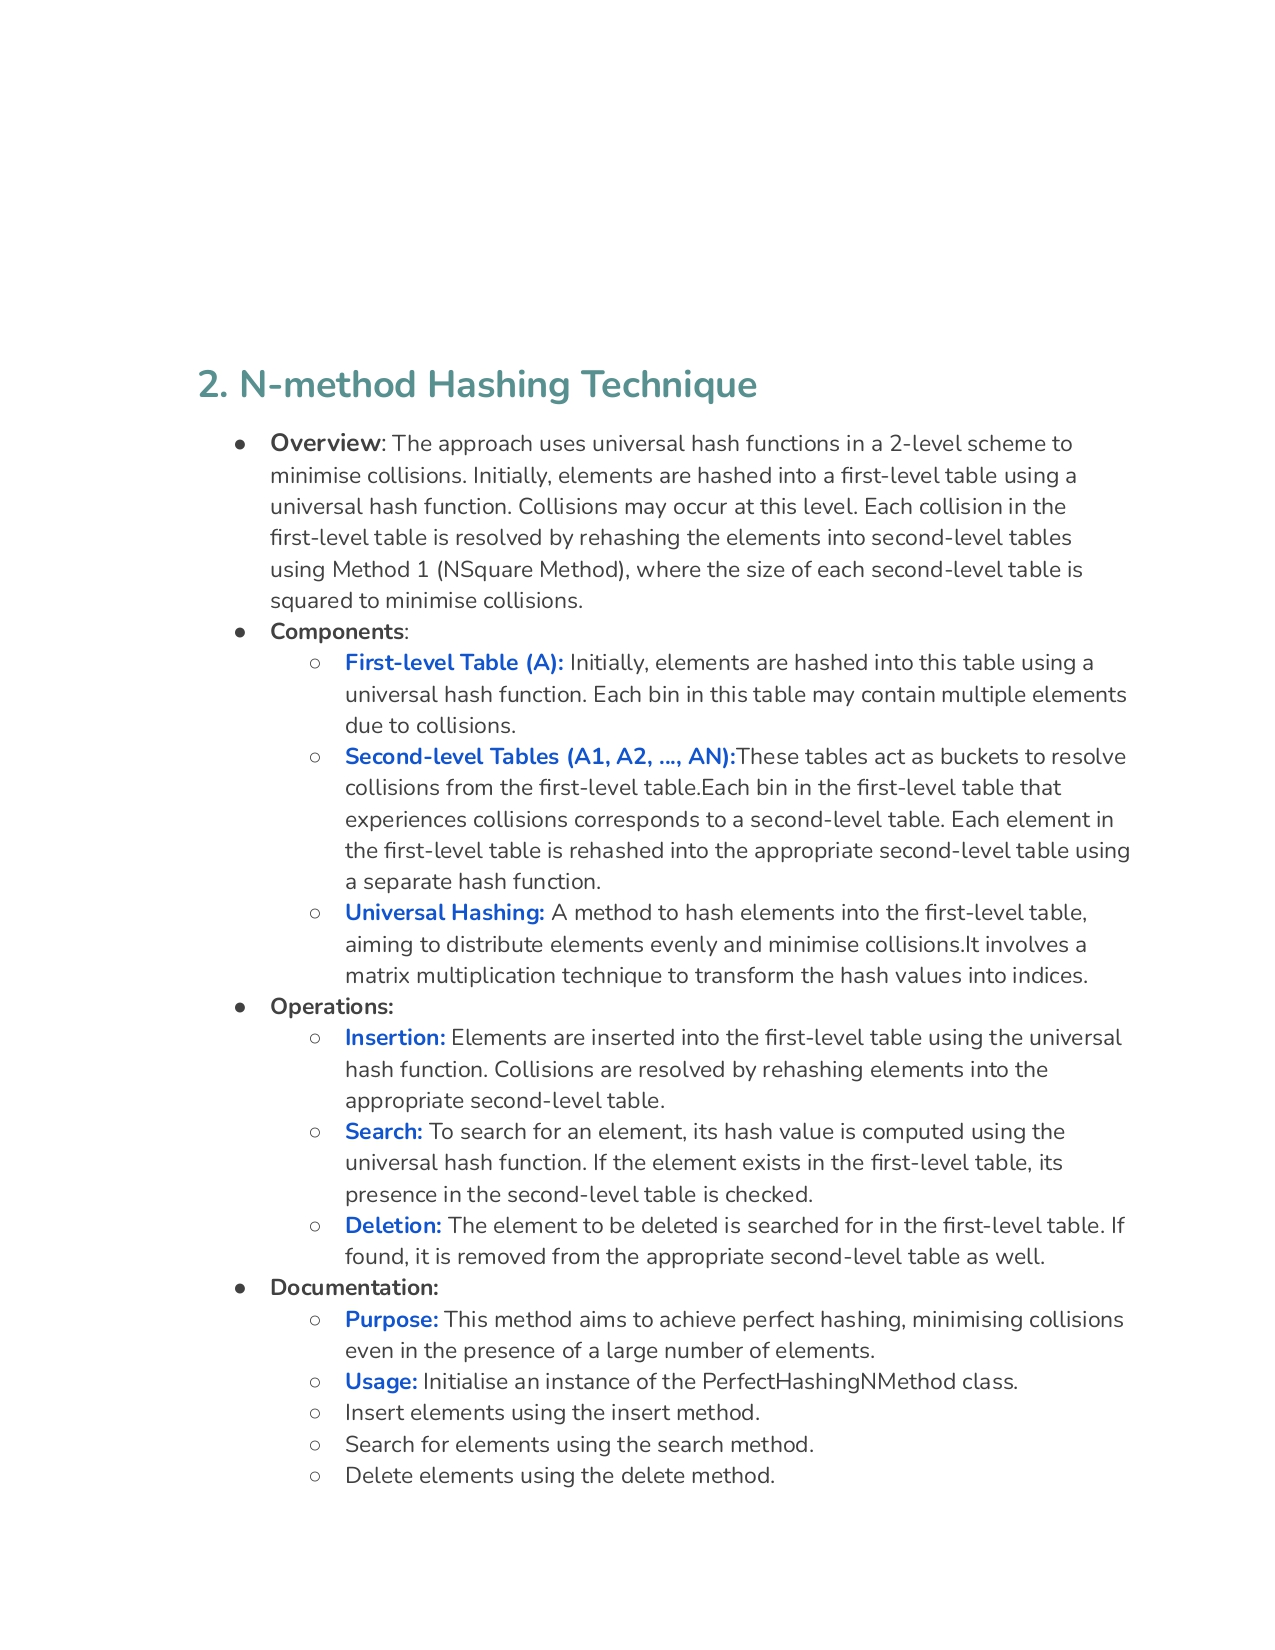 2. N-method Hashing Technique
● Overview: The approach uses universal hash functions in a 2-level scheme to
minimise collisions. Initially, elements are hashed into a first-level table using a
universal hash function. Collisions may occur at this level. Each collision in the
first-level table is resolved by rehashing the elements into second-level tables
using Method 1 (NSquare Method), where the size of each second-level table is
squared to minimise collisions.
● Components:
○ First-level Table (A): Initially, elements are hashed into this table using a
universal hash function. Each bin in this table may contain multiple elements
due to collisions.
○ Second-level Tables (A1, A2, ..., AN):These tables act as buckets to resolve
collisions from the first-level table.Each bin in the first-level table that
experiences collisions corresponds to a second-level table. Each element in
the first-level table is rehashed into the appropriate second-level table using
a separate hash function.
○ Universal Hashing: A method to hash elements into the first-level table,
aiming to distribute elements evenly and minimise collisions.It involves a
matrix multiplication technique to transform the hash values into indices.
● Operations:
○ Insertion: Elements are inserted into the first-level table using the universal
hash function. Collisions are resolved by rehashing elements into the
appropriate second-level table.
○ Search: To search for an element, its hash value is computed using the
universal hash function. If the element exists in the first-level table, its
presence in the second-level table is checked.
○ Deletion: The element to be deleted is searched for in the first-level table. If
found, it is removed from the appropriate second-level table as well.
● Documentation:
○ Purpose: This method aims to achieve perfect hashing, minimising collisions
even in the presence of a large number of elements.
○ Usage: Initialise an instance of the PerfectHashingNMethod class.
○ Insert elements using the insert method.
○ Search for elements using the search method.
○ Delete elements using the delete method.